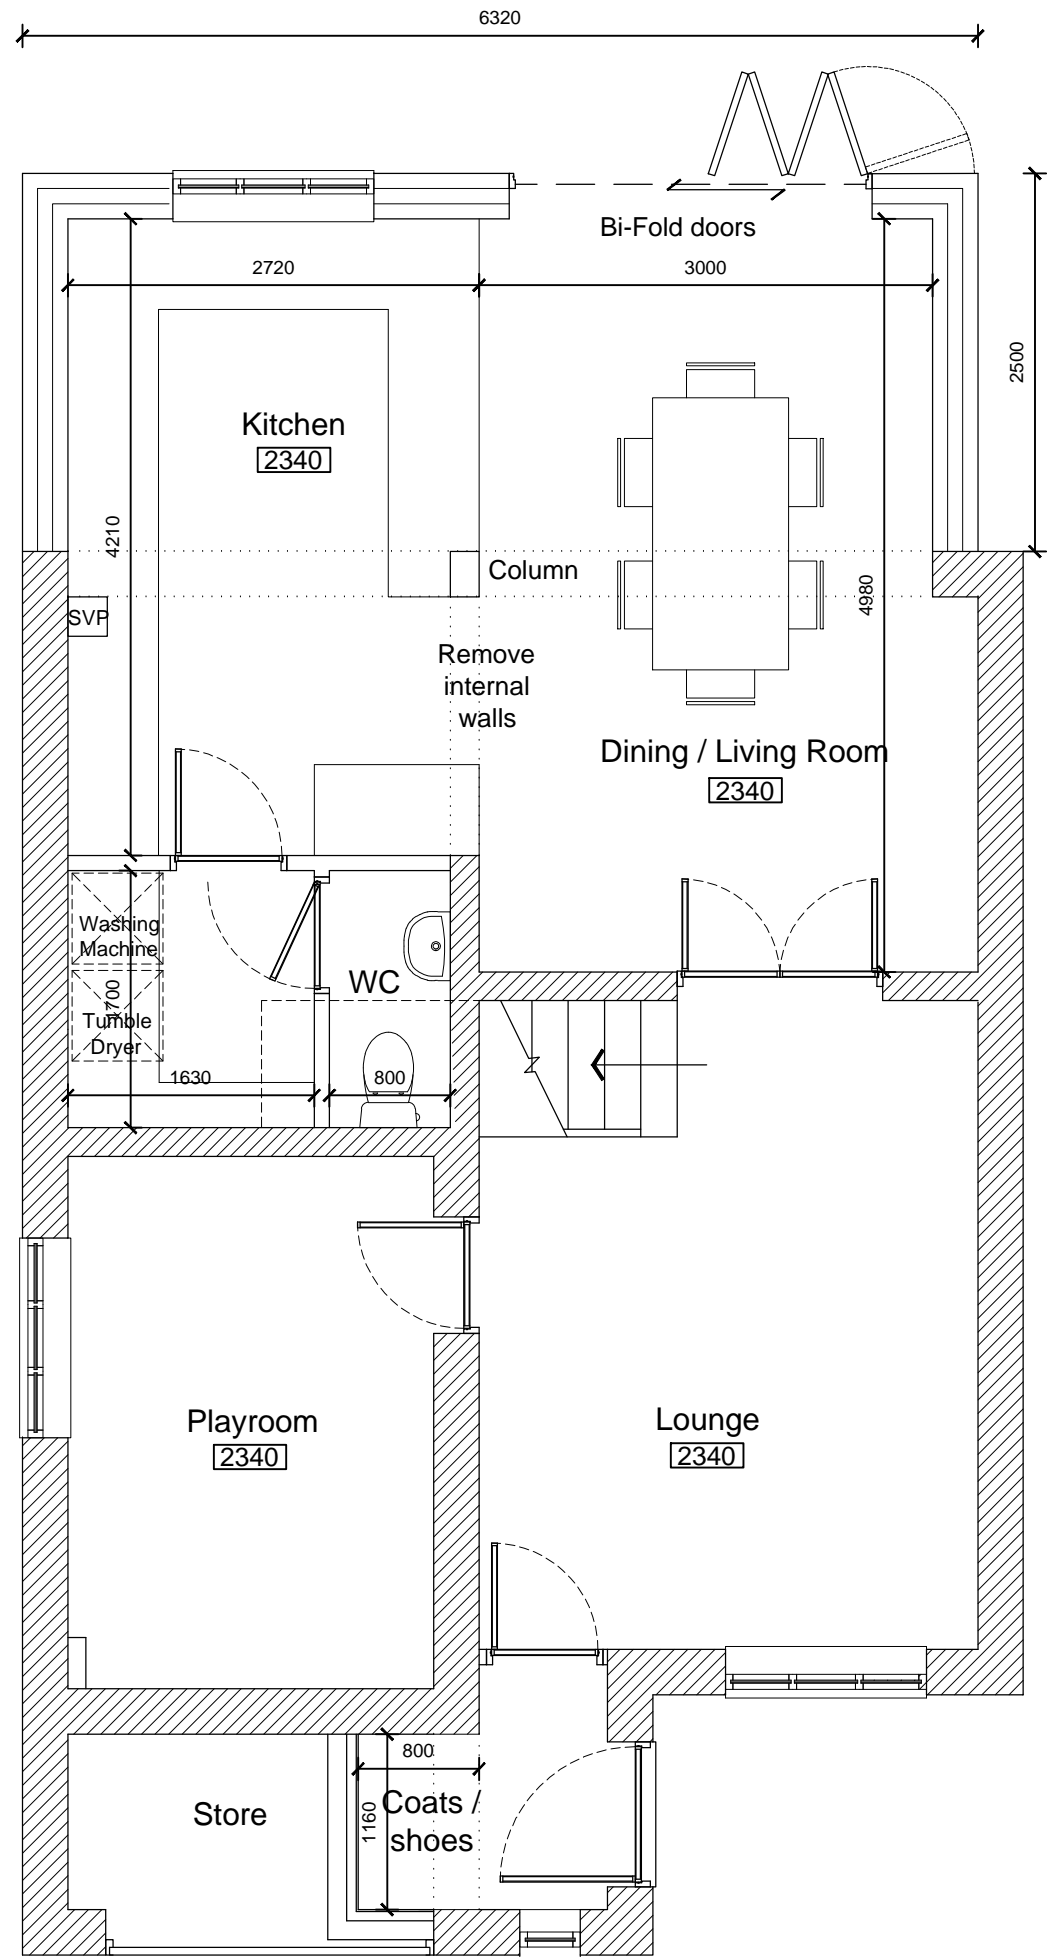 6320
Bi-Fold doors
2720
3000
2500
Kitchen
2340
4210
Column
4980
SVP
Remove
internal
walls
Dining / Living Room
2340
Washing
Machine
WC
1700
Tumble
Dryer
1630
800
Playroom
2340
Lounge
2340
800
Coats /
shoes
1160
Store